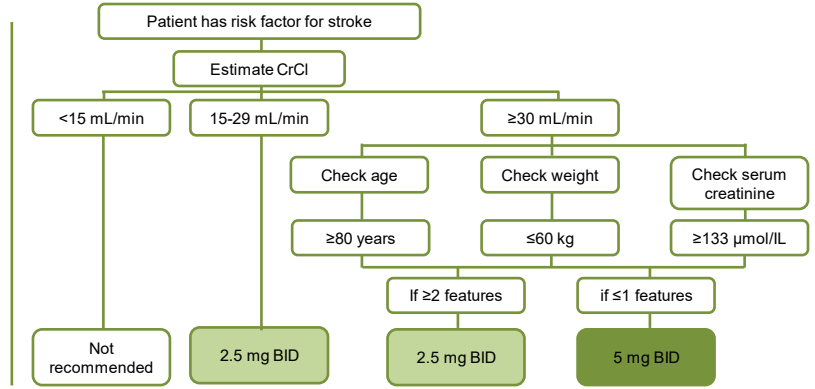 Patient has risk factor for stroke
Estimate CrCl
<15 mL/min
15-29 mL/min
≥30 mL/min
Check age
Check weight
Check serum
creatinine
≥80 years
≤60 kg
≥133 µmol/IL
If ≥2 features
if ≤1 features
Not
recommended
2.5 mg BID
2.5 mg BID
5 mg BID